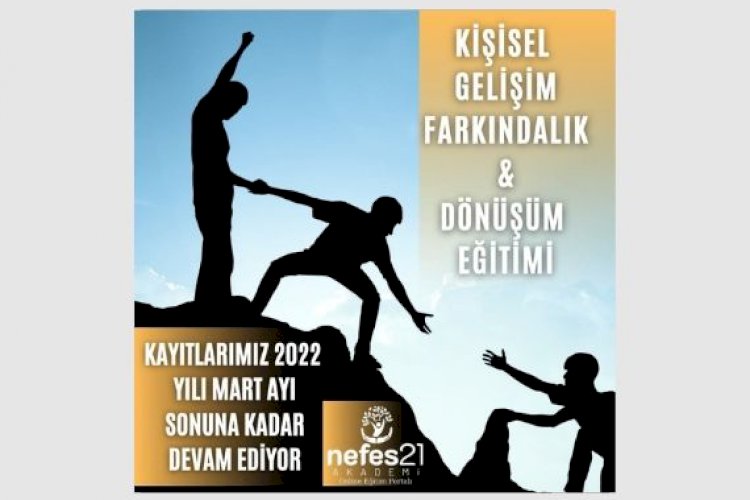 KİŞİSEL
GELİŞİM
FARKINDALIK
&
DÖNÜŞÜM
EĞİTİMİ
KAYITLARIMIZ 2022
YILI MART AYI
SONUNA KADAR
DEVAM EDİYOR
nefes21
AKADEMİ
Online Eğitim Portalı